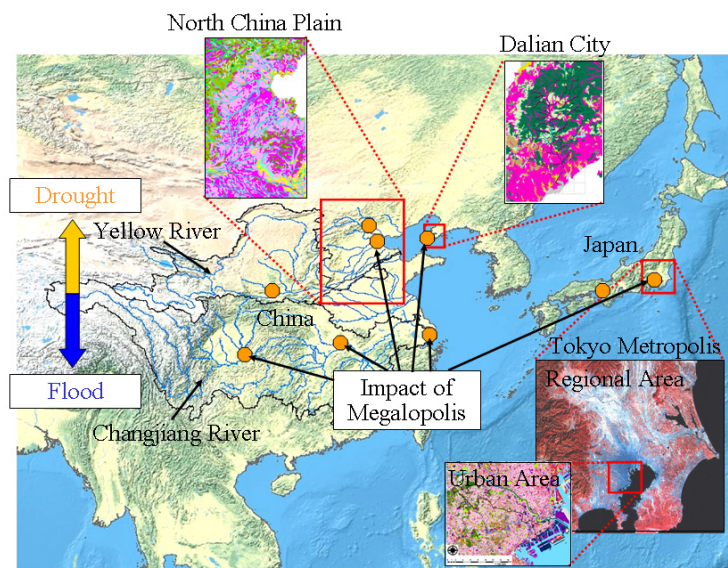 North China Plain
Dalian City
Drought
Yellow River
Japan
China
Tokyo Metropolis
Regional Area
Flood
Impact of
Megalopolis
Changjiang River
Urban Area